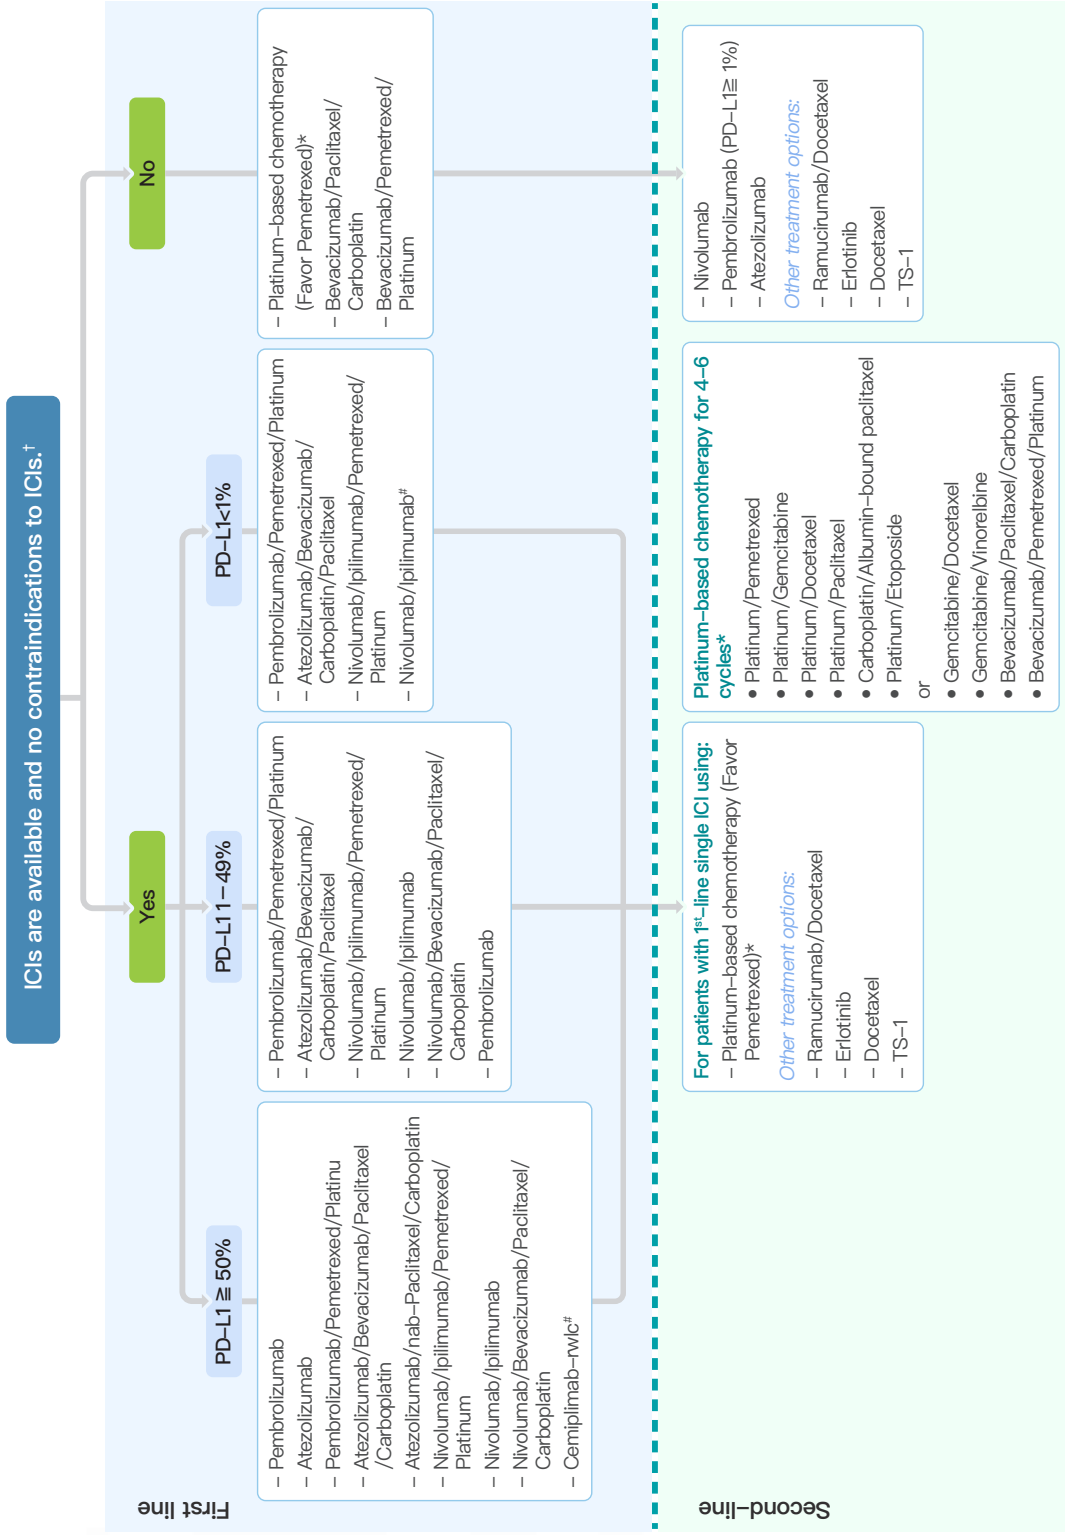 ICIs are available and no contraindications to ICIs.†
Yes
No
First line
PD–L1 ≧ 50%
– Pembrolizumab
– Atezolizumab
– Pembrolizumab/Pemetrexed/Platinu
– Atezolizumab/Bevacizumab/Paclitaxel
/Carboplatin
– Atezolizumab/nab–Paclitaxel/Carboplatin
– Nivolumab/Ipilimumab/Pemetrexed/
Platinum
– Nivolumab/Ipilimumab
– Nivolumab/Bevacizumab/Paclitaxel/
Carboplatin
– Cemiplimab–rwlc#
PD–L11–49%
– Pembrolizumab/Pemetrexed/Platinum
– Atezolizumab/Bevacizumab/
Carboplatin/Paclitaxel
– Nivolumab/Ipilimumab/Pemetrexed/
Platinum
– Nivolumab/Ipilimumab
– Nivolumab/Bevacizumab/Paclitaxel/
Carboplatin
– Pembrolizumab
PD–L1<1%
– Pembrolizumab/Pemetrexed/Platinum
– Atezolizumab/Bevacizumab/
Carboplatin/Paclitaxel
– Nivolumab/Ipilimumab/Pemetrexed/
Platinum
– Nivolumab/Ipilimumab#
– Platinum–based chemotherapy
(Favor Pemetrexed)*
– Bevacizumab/Paclitaxel/
Carboplatin
– Bevacizumab/Pemetrexed/
Platinum
Second–line
For patients with 1st–line single ICI using:
– Platinum–based chemotherapy (Favor
Pemetrexed)*
Other treatment options:
– Ramucirumab/Docetaxel
– Erlotinib
– Docetaxel
– TS–1
Platinum–based chemotherapy for 4–6
cycles*
● Platinum/Pemetrexed
● Platinum/Gemcitabine
● Platinum/Docetaxel
● Platinum/Paclitaxel
● Carboplatin/Albumin–bound paclitaxel
● Platinum/Etoposide
or
● Gemcitabine/Docetaxel
● Gemcitabine/Vinorelbine
● Bevacizumab/Paclitaxel/Carboplatin
● Bevacizumab/Pemetrexed/Platinum
– Nivolumab
– Pembrolizumab (PD–L1≧ 1%)
– Atezolizumab
Other treatment options:
– Ramucirumab/Docetaxel
– Erlotinib
– Docetaxel
– TS–1